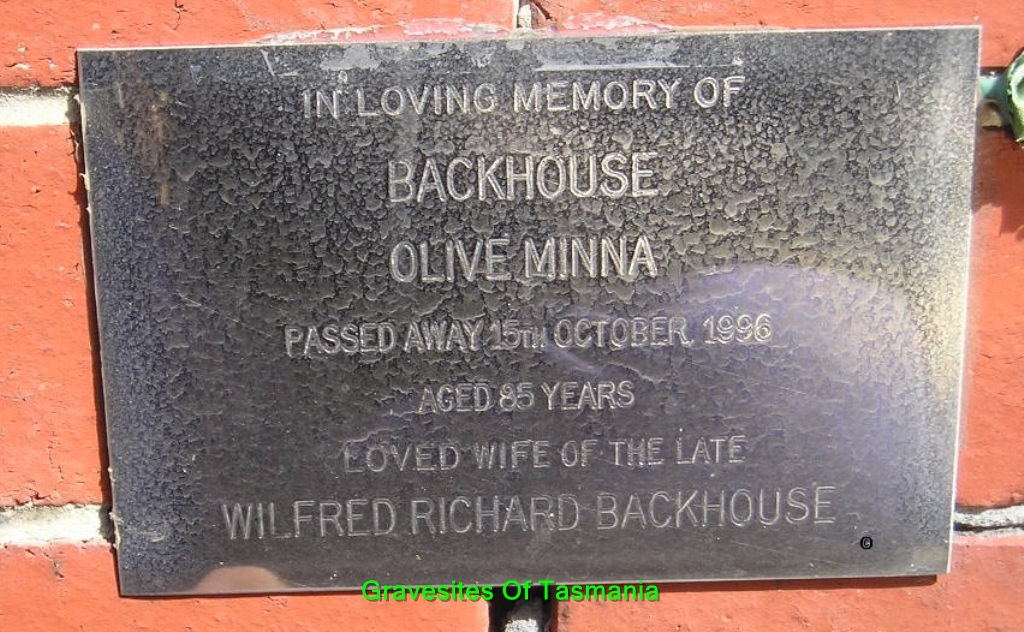 IN LOVING MEMORY OF
BACKHOUSE
OLIVE MINNA
PASSED AWAY 15TH OCTOBER, 1996
AGED 85 YEARS
LOVED WIFE OF THE LATE
WILFRED RICHARD BACKHOUSE
©
Gravesites Of Tasmania